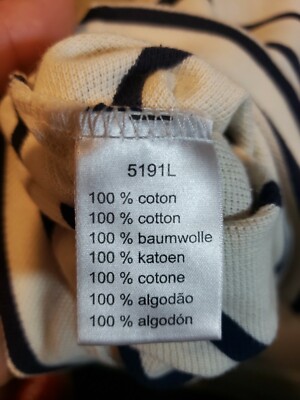 5191L
100 % coton
100 % cotton
100 % baumwolle
100 % katoen
100 % cotone
100 % algodão
100 % algodón